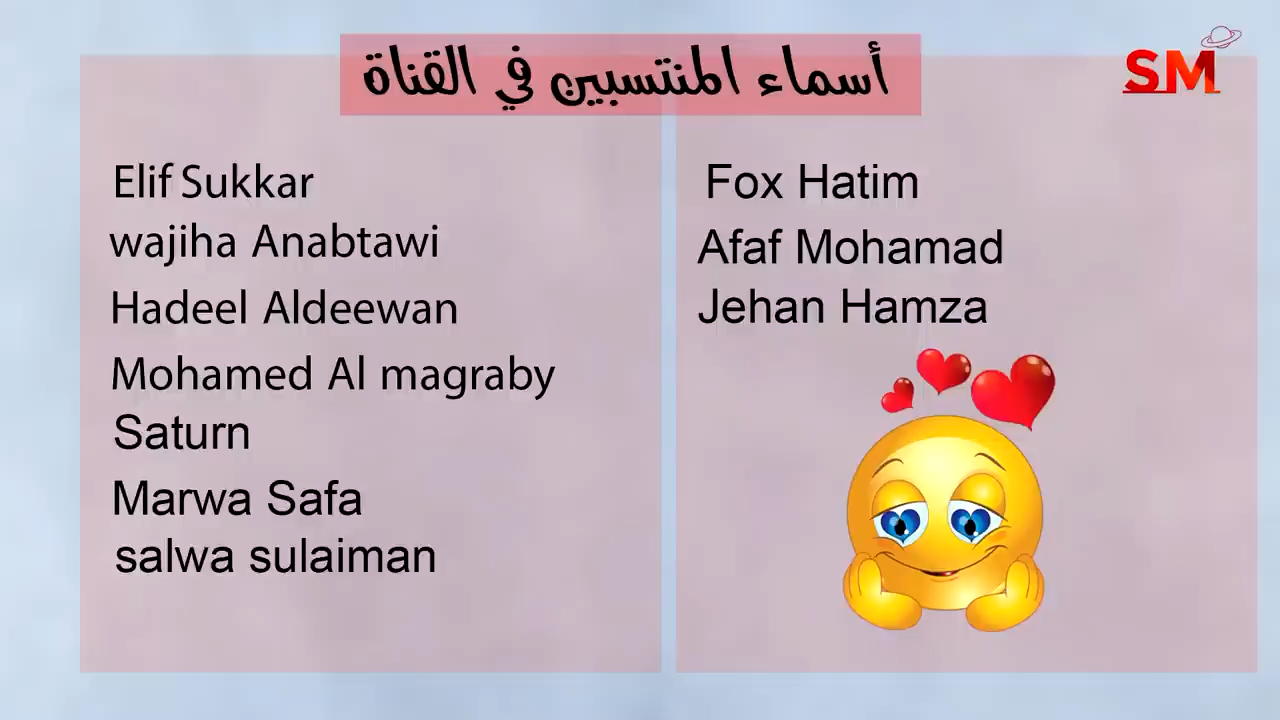 أسماء المنتسبين في القناة
SM
Elif Sukkar
wajiha Anabtawi
Hadeel Aldeewan
Mohamed Al magraby
Saturn
Marwa Safa
salwa sulaiman
Fox Hatim
Afaf Mohamad
Jehan Hamza